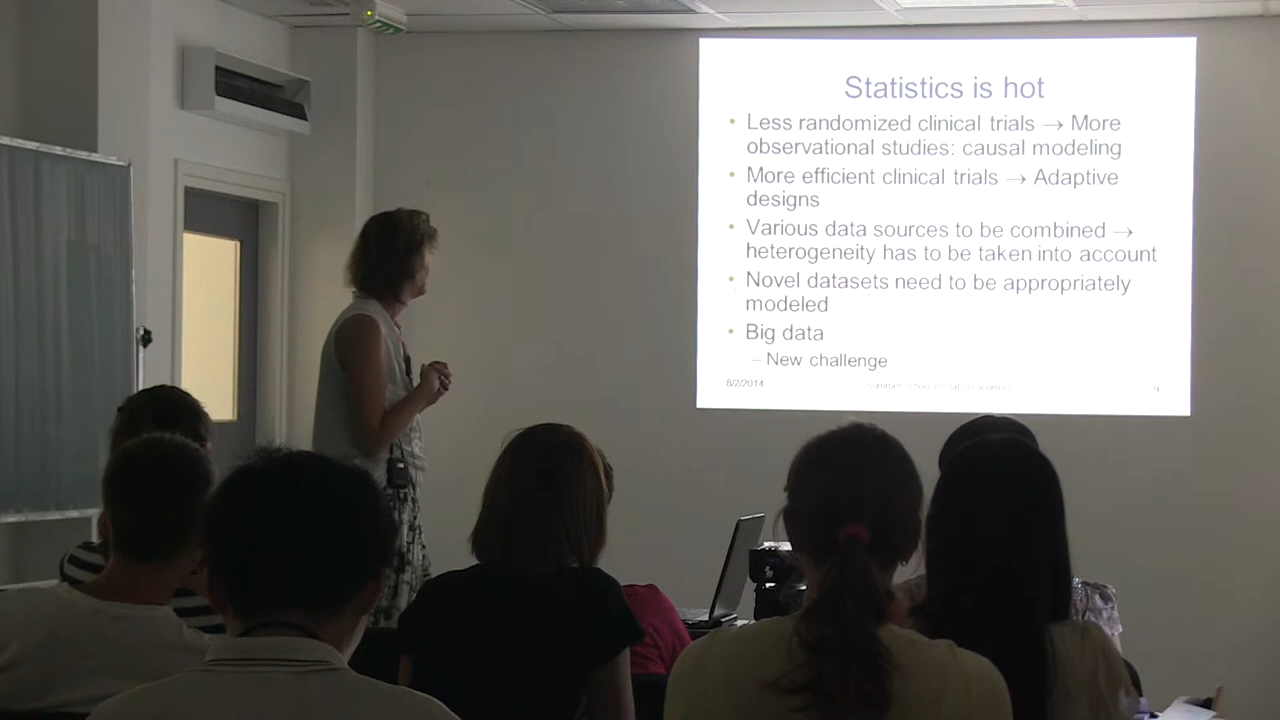 Statistics is hot
• Less randomized clinical trials → More
observational studies: causal modeling
• More efficient clinical trials → Adaptive
designs
• Various data sources to be combined →
heterogeneity has to be taken into account
• Novel datasets need to be appropriately
modeled
• Big data
– New challenge
8/2/2014
9